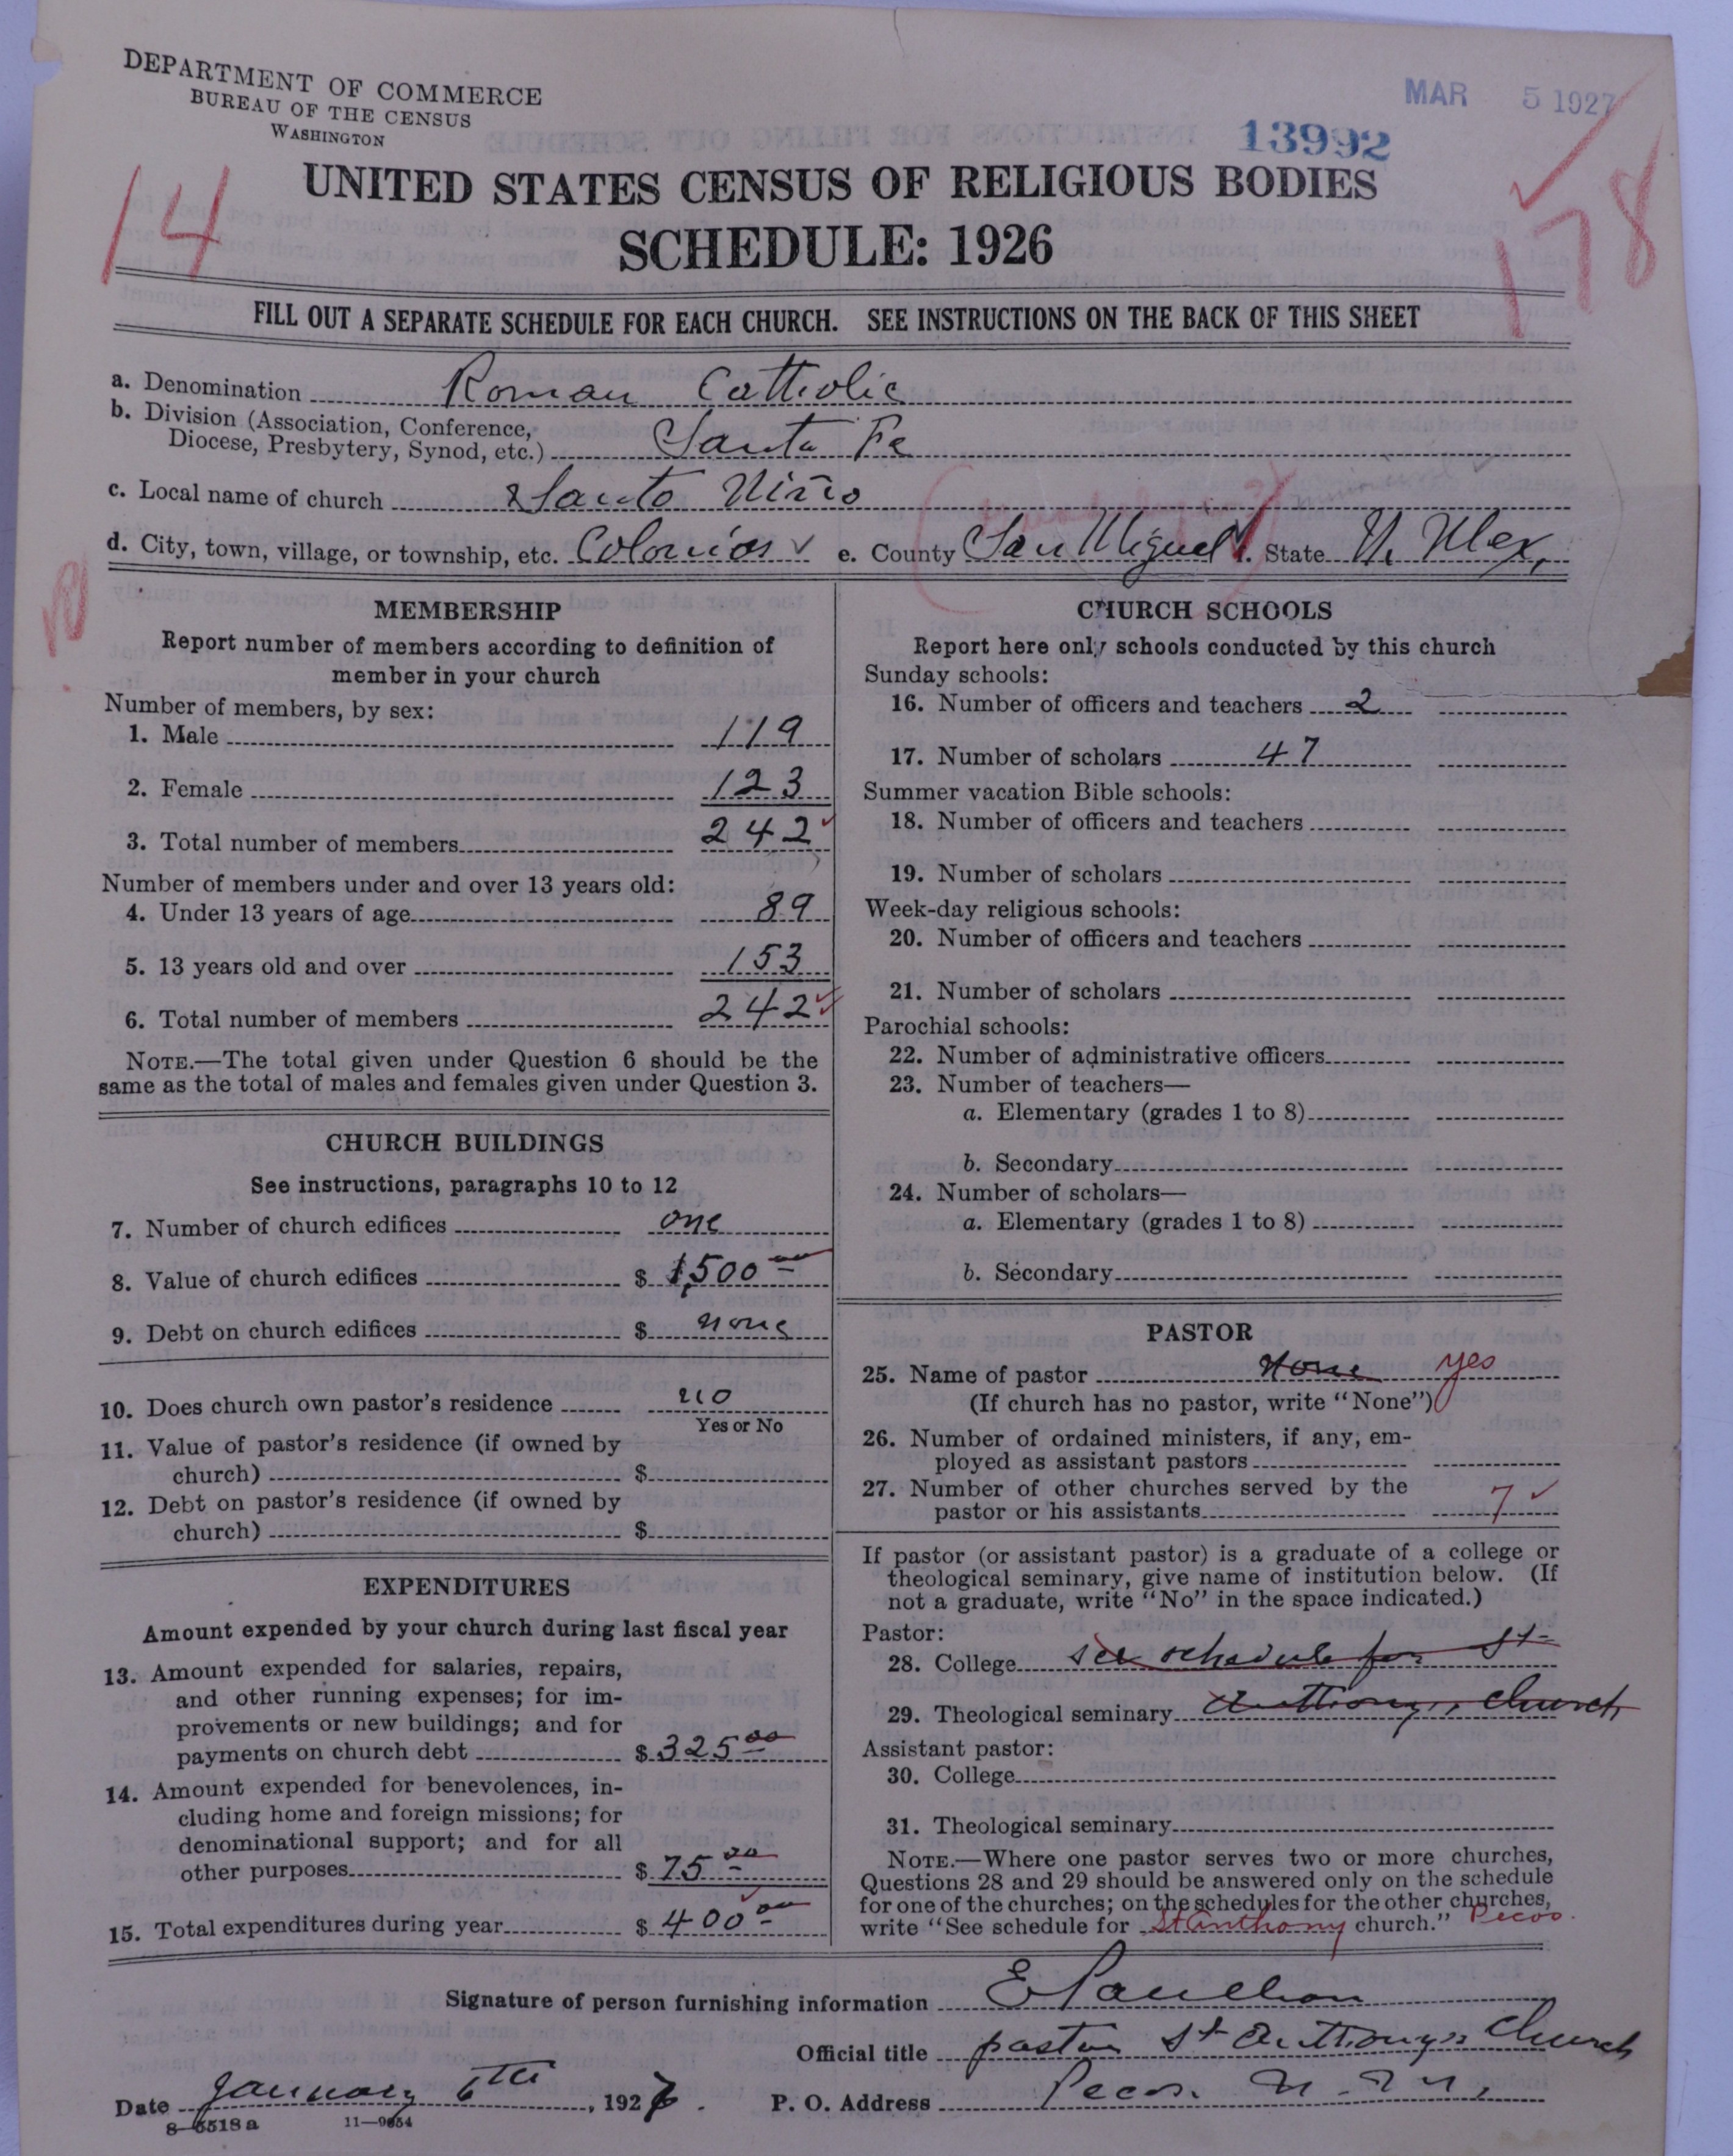 DEPARTMENT OF COMMERCE
BUREAU OF THE CENSUS
WASHINGTON
MAR 5 1927
13992
14
178
UNITED STATES CENSUS OF RELIGIOUS BODIES
SCHEDULE: 1926
FILL OUT A SEPARATE SCHEDULE FOR EACH CHURCH. SEE INSTRUCTIONS ON THE BACK OF THIS SHEET
a. Denomination Roman Catholic
b. Division (Association, Conference,
Diocese, Presbytery, Synod, etc.) Santa Fe
c. Local name of church Santo Niño
d. City, town, village, or township, etc. Colonias ✓ e. County San Miguel f. State N. Mex,
MEMBERSHIP
Report number of members according to definition of
member in your church
Number of members, by sex:
1. Male 119
2. Female 123
3. Total number of members 242 ✓
Number of members under and over 13 years old:
4. Under 13 years of age 89
5. 13 years old and over 153
6. Total number of members 242 ✓
NOTE.—The total given under Question 6 should be the
same as the total of males and females given under Question 3.
CHURCH BUILDINGS
See instructions, paragraphs 10 to 12
7. Number of church edifices one
8. Value of church edifices $ 1,500 00
9. Debt on church edifices $ none
10. Does church own pastor's residence no
Yes or No
11. Value of pastor's residence (if owned by
church) $
12. Debt on pastor's residence (if owned by
church) $
EXPENDITURES
Amount expended by your church during last fiscal year
13. Amount expended for salaries, repairs,
and other running expenses; for im-
provements or new buildings; and for
payments on church debt $ 325 00
14. Amount expended for benevolences, in-
cluding home and foreign missions; for
denominational support; and for all
other purposes $ 75 00
15. Total expenditures during year $ 400 00
CHURCH SCHOOLS
Report here only schools conducted by this church
Sunday schools:
16. Number of officers and teachers 2
17. Number of scholars 47
Summer vacation Bible schools:
18. Number of officers and teachers
19. Number of scholars
Week-day religious schools:
20. Number of officers and teachers
21. Number of scholars
Parochial schools:
22. Number of administrative officers
23. Number of teachers—
a. Elementary (grades 1 to 8)
b. Secondary
24. Number of scholars—
a. Elementary (grades 1 to 8)
b. Secondary
PASTOR
25. Name of pastor None yes
(If church has no pastor, write "None")
26. Number of ordained ministers, if any, em-
ployed as assistant pastors
27. Number of other churches served by the
pastor or his assistants 7 ✓
If pastor (or assistant pastor) is a graduate of a college or
theological seminary, give name of institution below. (If
not a graduate, write "No" in the space indicated.)
Pastor:
28. College see schedule for St
29. Theological seminary Anthony's Church
Assistant pastor:
30. College
31. Theological seminary
NOTE.—Where one pastor serves two or more churches,
Questions 28 and 29 should be answered only on the schedule
for one of the churches; on the schedules for the other churches,
write "See schedule for St Anthony church." Pecos.
Signature of person furnishing information
Official title pastor St Anthony's Church
Date January 6th, 1927. P. O. Address Pecos. N. M.
8-5518a 11—9054